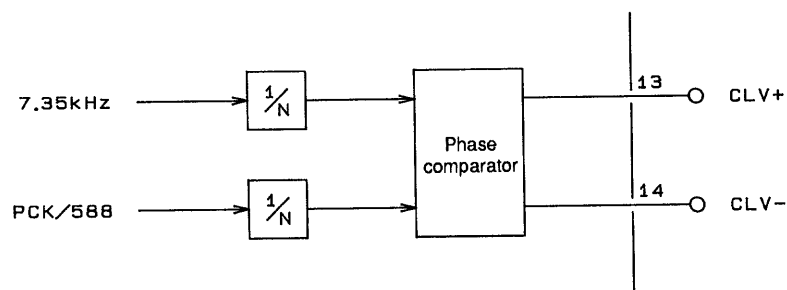 7.35kHz
1/N
Phase
comparator
13
CLV+
PCK/588
1/N
14
CLV-